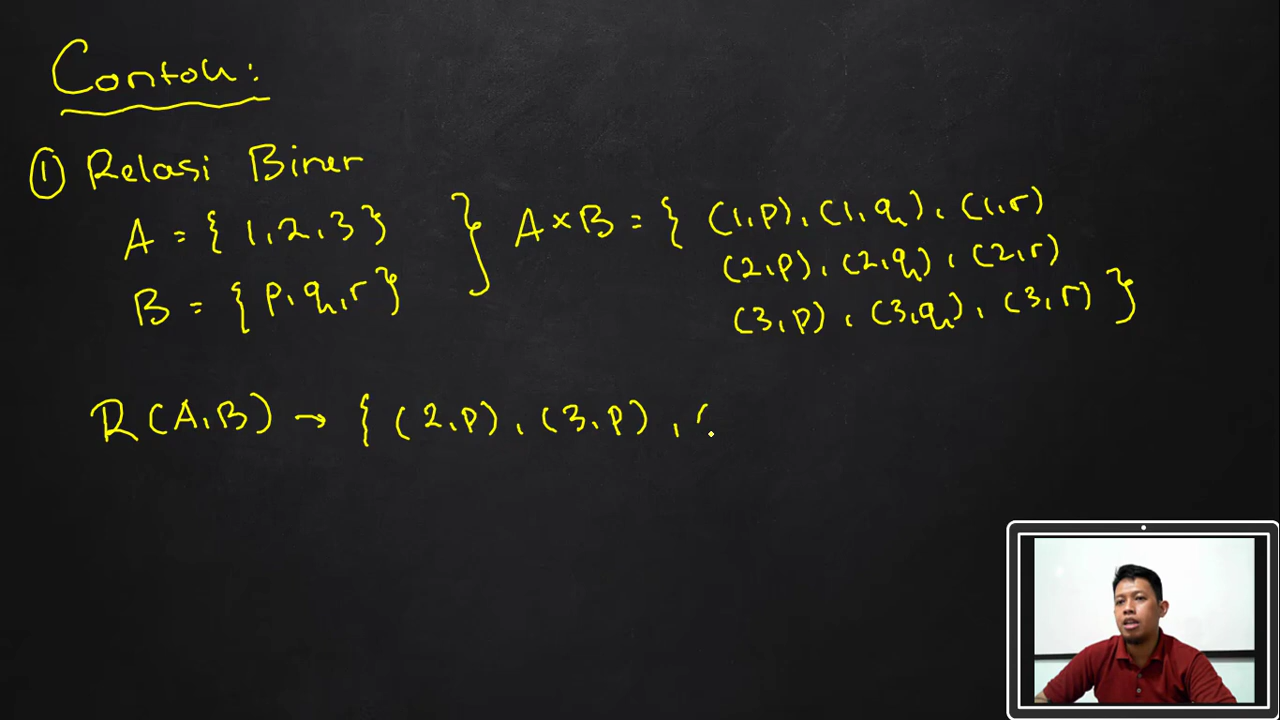 Contoh:
① Relasi Biner
A = { 1, 2, 3 }
B = { p, q, r }
} A × B = { (1, p), (1, q), (1, r)
(2, p), (2, q), (2, r)
(3, p), (3, q), (3, r) }
R (A, B) → { (2, p), (3, p), (